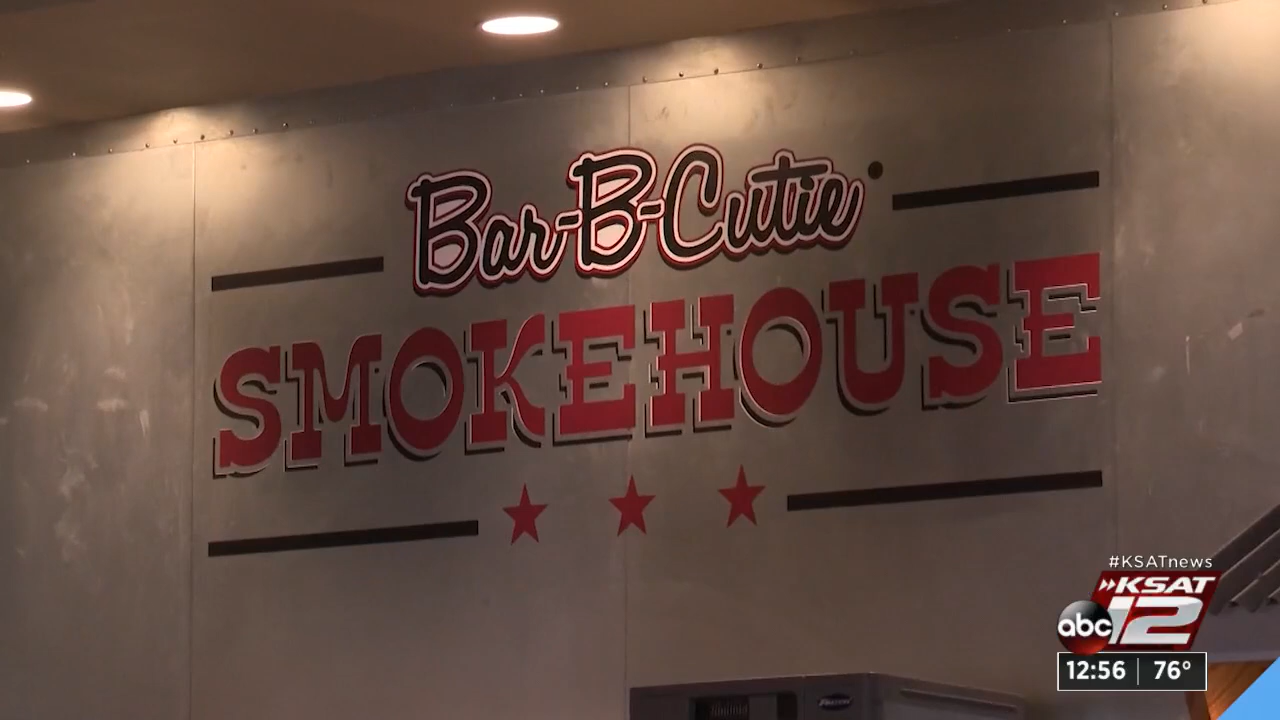 Bar-B-Cutie
SMOKEHOUSE
#KSATnews
KSAT
abc 12
12:56 76°